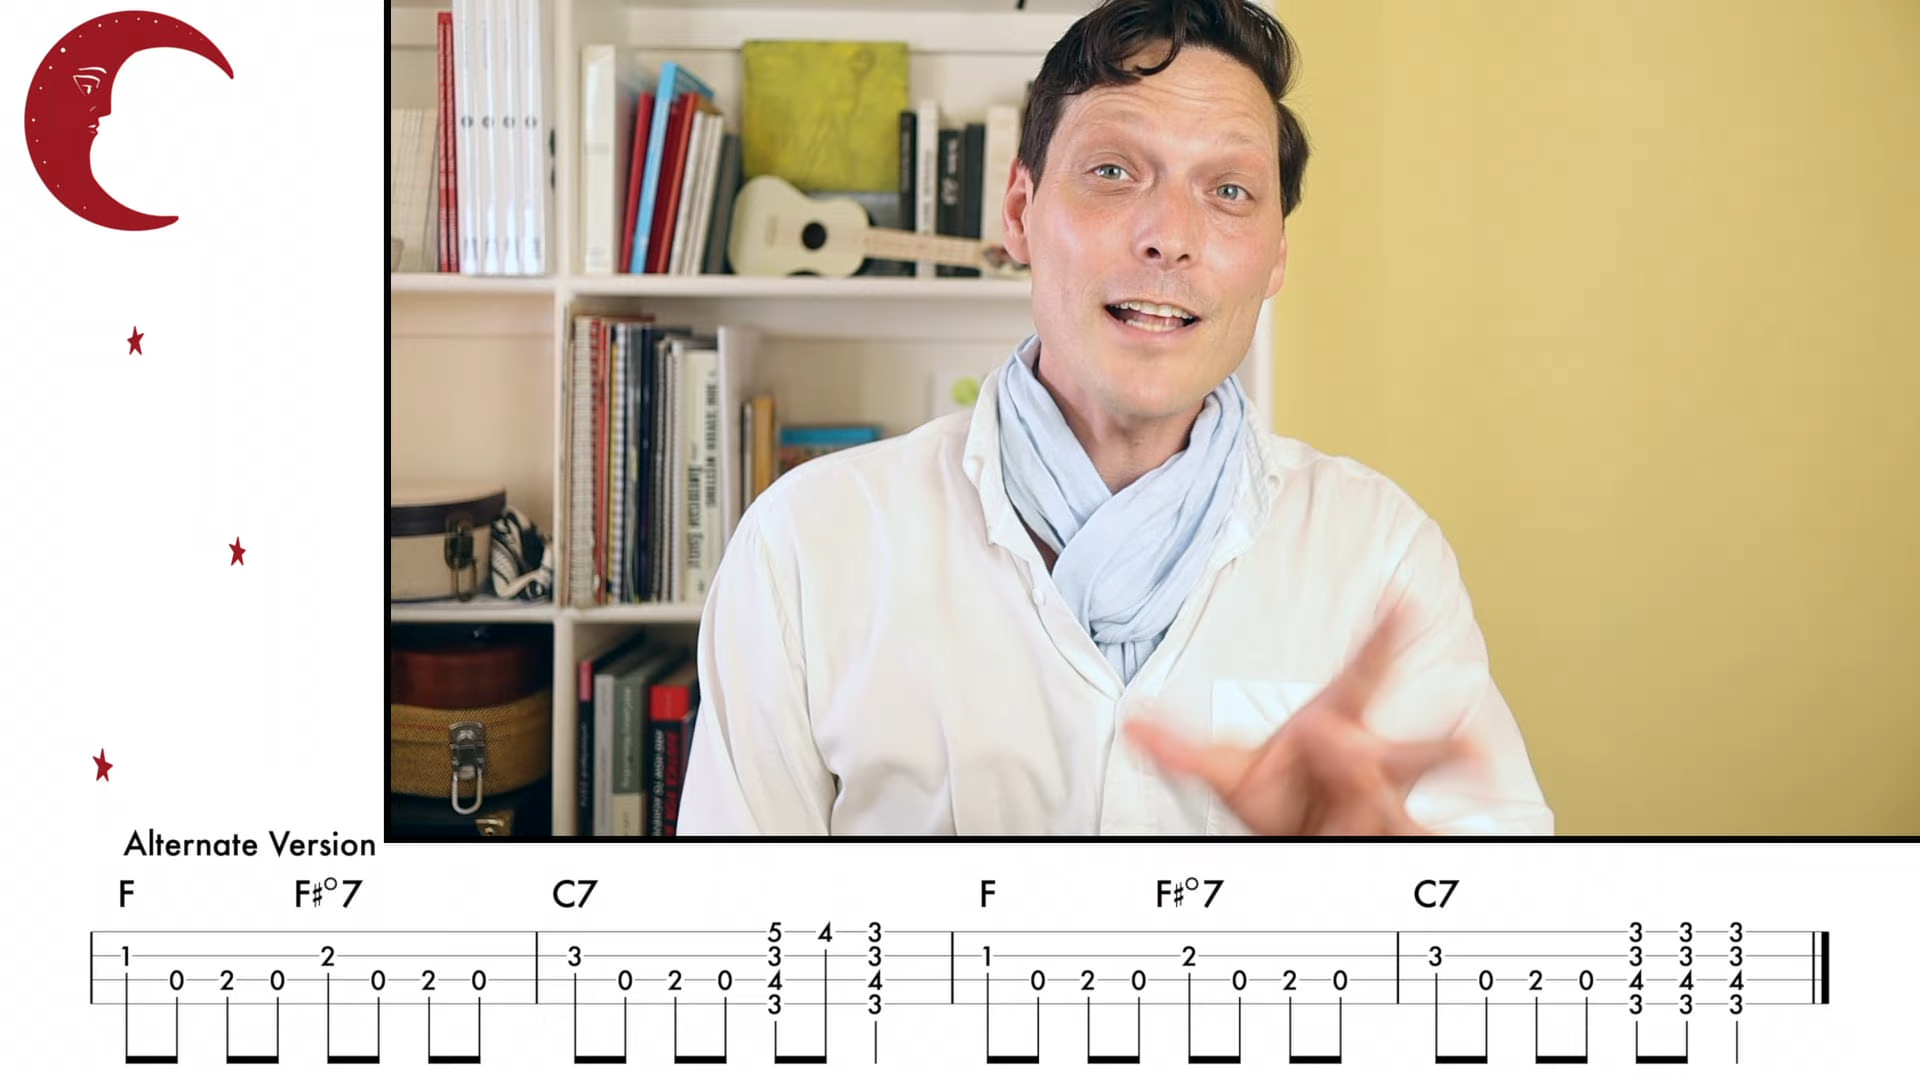 Alternate Version
F F#°7 C7 F F#°7 C7
5 4 3 3 3 3
1 2 3 3 3 1 2 3 3 3 3
0 2 0 0 2 0 0 2 0 4 4 0 2 0 0 2 0 0 2 0 4 4 4
3 3 3 3 3